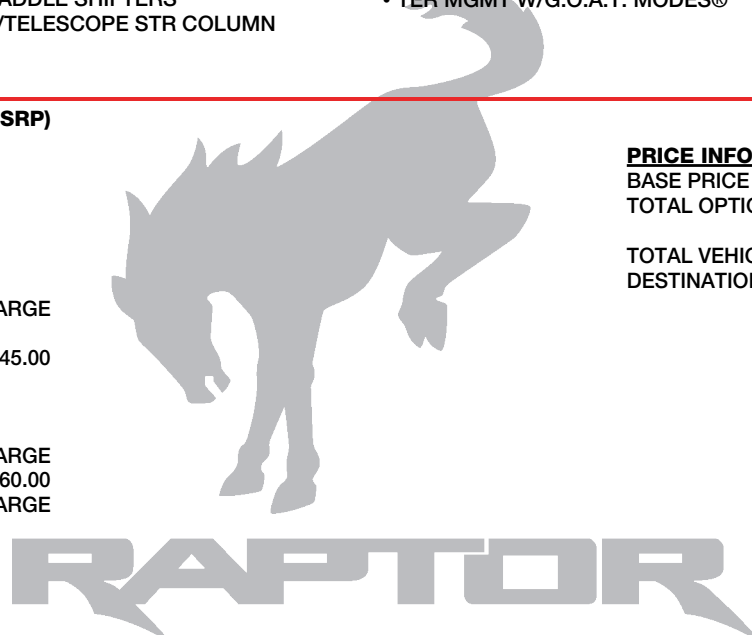 ADDLE SHIFTERS
/TELESCOPE STR COLUMN
• TER MGMT W/G.O.A.T. MODES®
SRP)
ARGE
45.00
ARGE
60.00
ARGE
PRICE INFO
BASE PRICE
TOTAL OPTIO
TOTAL VEHIC
DESTINATION
RAPTOR